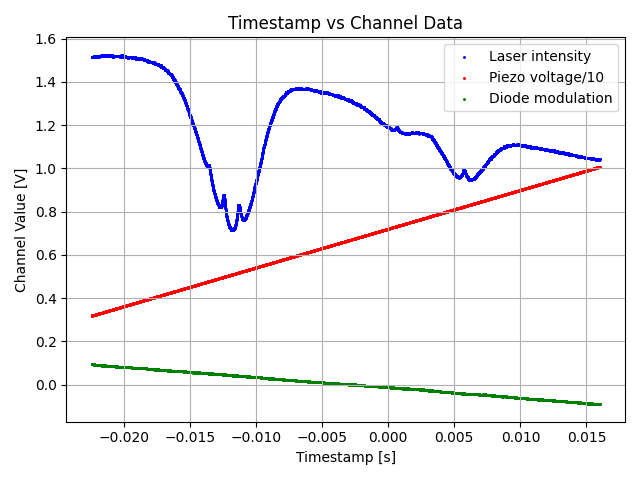 Timestamp vs Channel Data
Laser intensity
Piezo voltage/10
Diode modulation
Channel Value [V]
1.6
1.4
1.2
1.0
0.8
0.6
0.4
0.2
0.0
−0.020 −0.015 −0.010 −0.005 0.000 0.005 0.010 0.015
Timestamp [s]